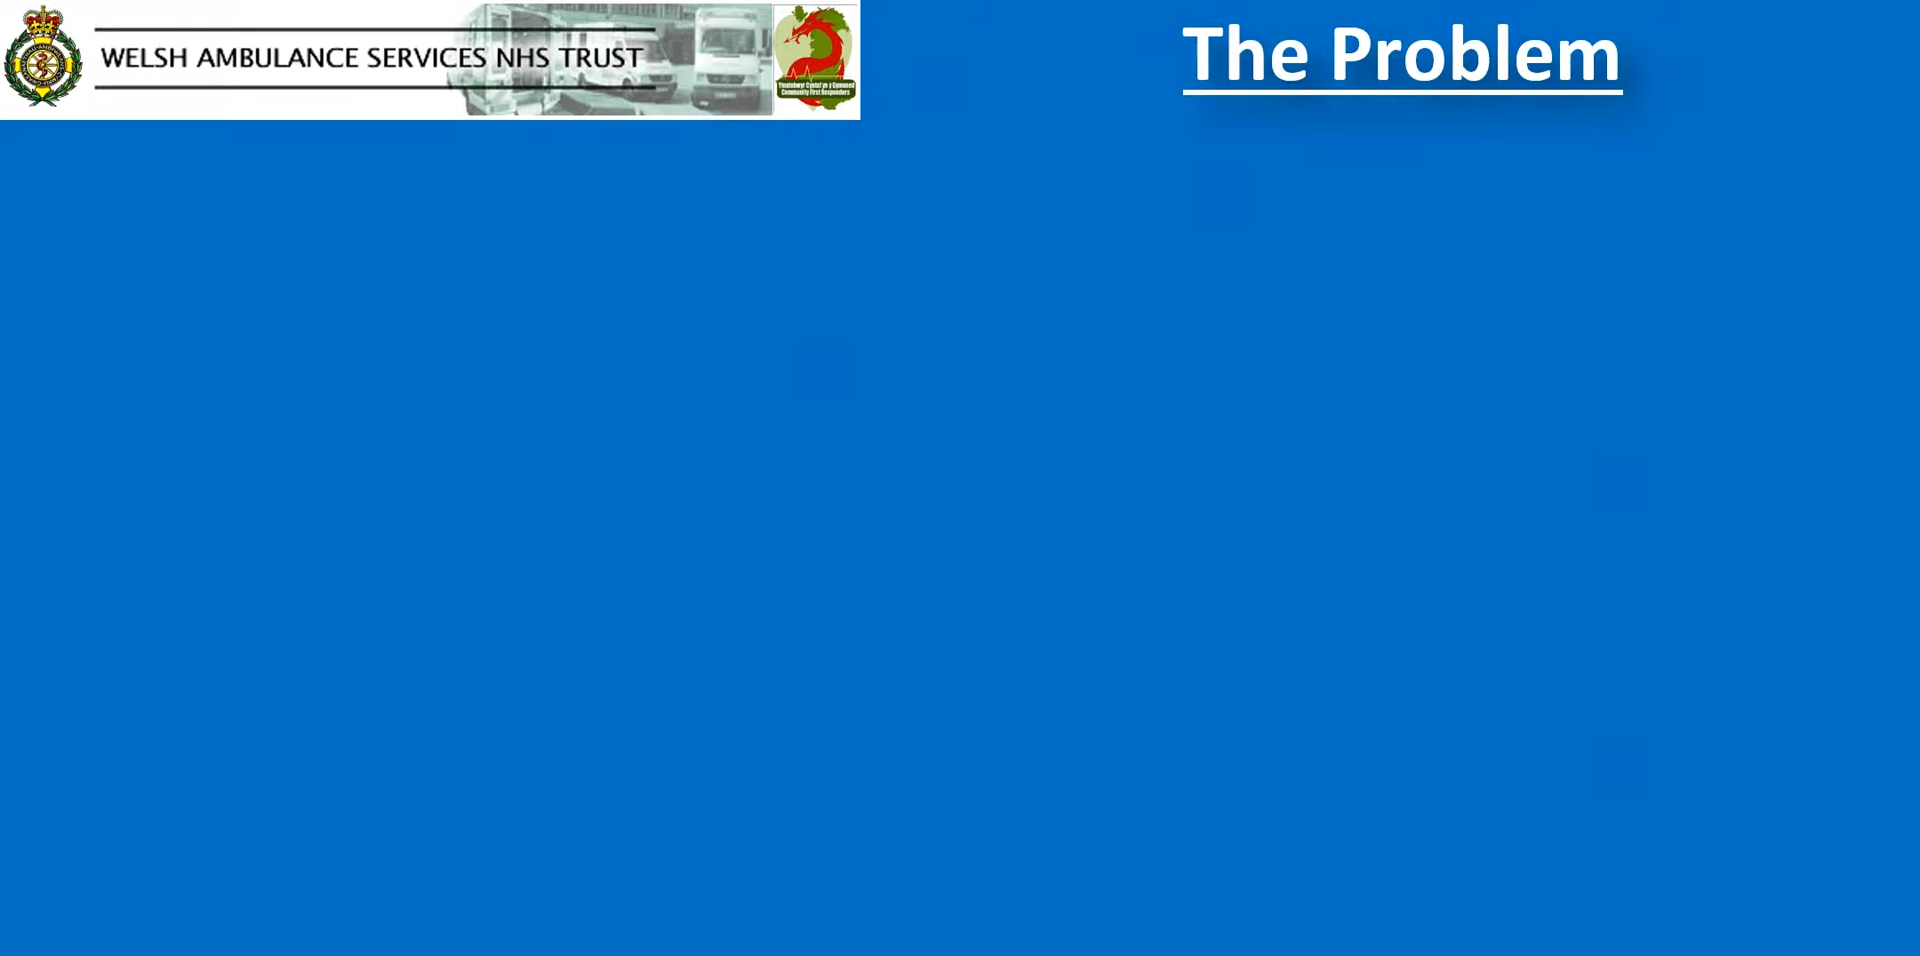 WELSH AMBULANCE SERVICES NHS TRUST
The Problem
Community First Responders